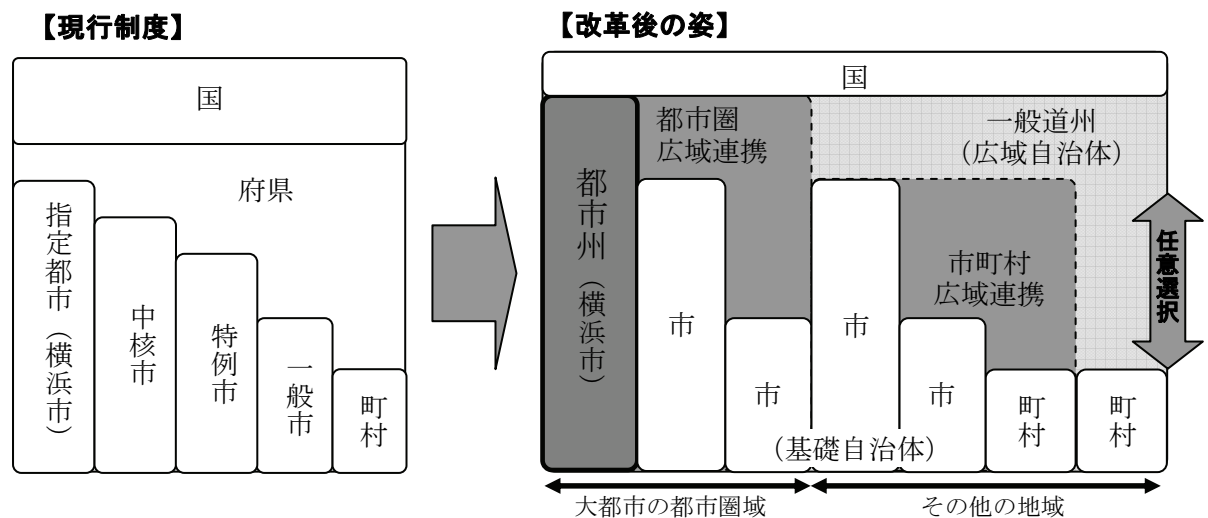 【現行制度】
国
府県
指定都市（横浜市）
中核市
特例市
一般市
町村
【改革後の姿】
国
都市州（横浜市）
都市圏
広域連携
市
市
一般道州
（広域自治体）
市町村
広域連携
市
市
町村
町村
任意選択
（基礎自治体）
大都市の都市圏域
その他の地域